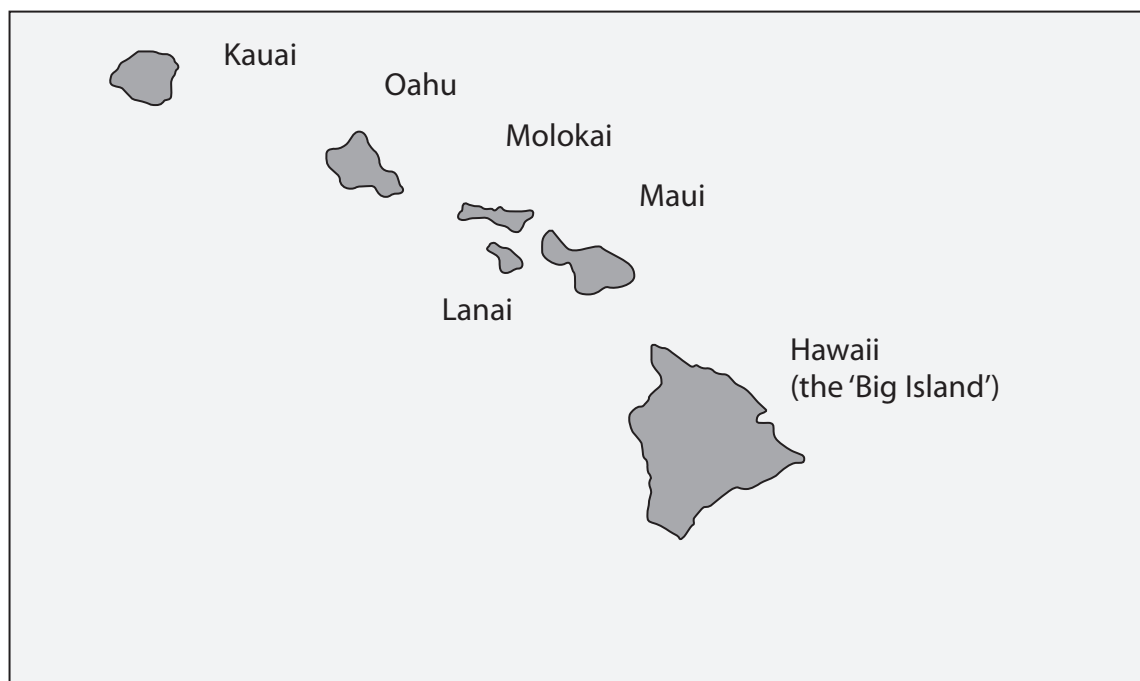 Kauai
Oahu
Molokai
Maui
Lanai
Hawaii
(the ‘Big Island’)